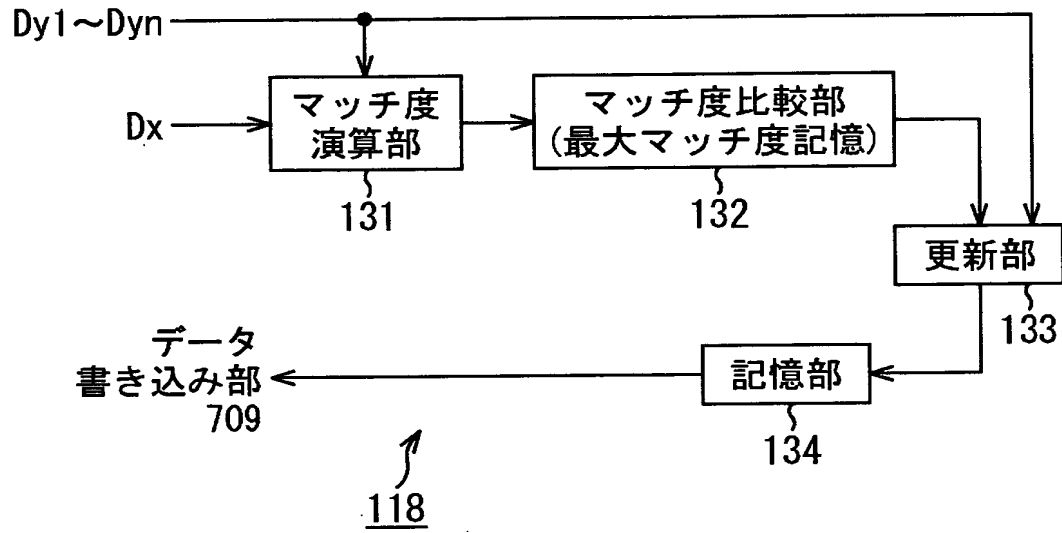 Dy1~Dyn
Dx
マッチ度
演算部
131
マッチ度比較部
(最大マッチ度記憶)
132
更新部
133
データ
書き込み部
709
記憶部
134
118